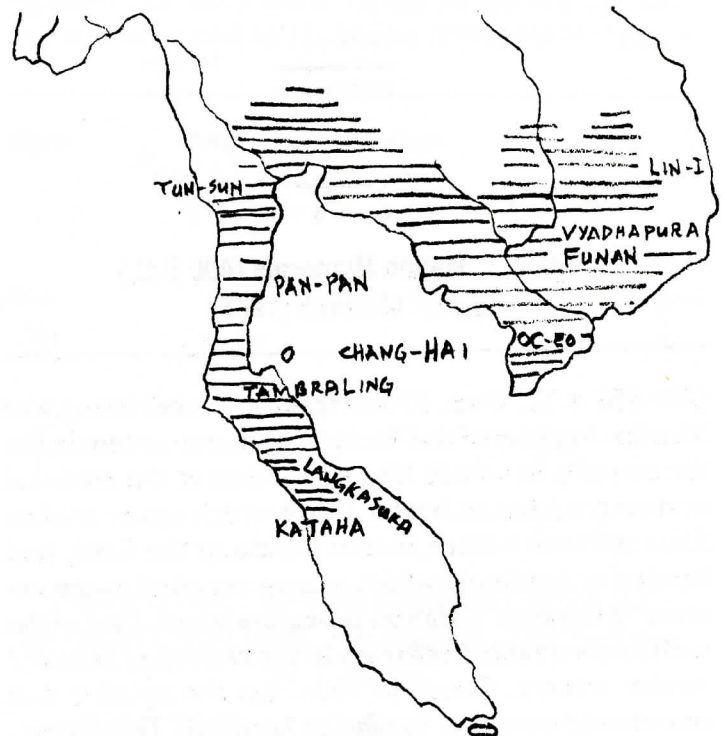 LIN-I
TUN-SUN
VYADHAPURA
FUNAN
PAN-PAN
OC-EO
CHANG-HAI
TAMBRALING
LANGKASUKA
KATAHA